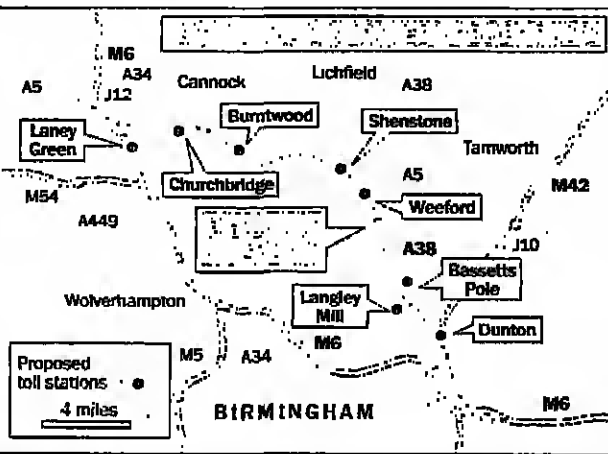 M6
A5
A34
J12
Cannock
Lichfield
A38
Burntwood
Shenstone
Laney
Green
Tamworth
Churchbridge
A5
M42
M54
Weeford
A449
A38
J10
Bassetts
Pole
Wolverhampton
Langley
Mill
Dunton
M6
M5
A34
Proposed
toll stations
4 miles
BIRMINGHAM
M6